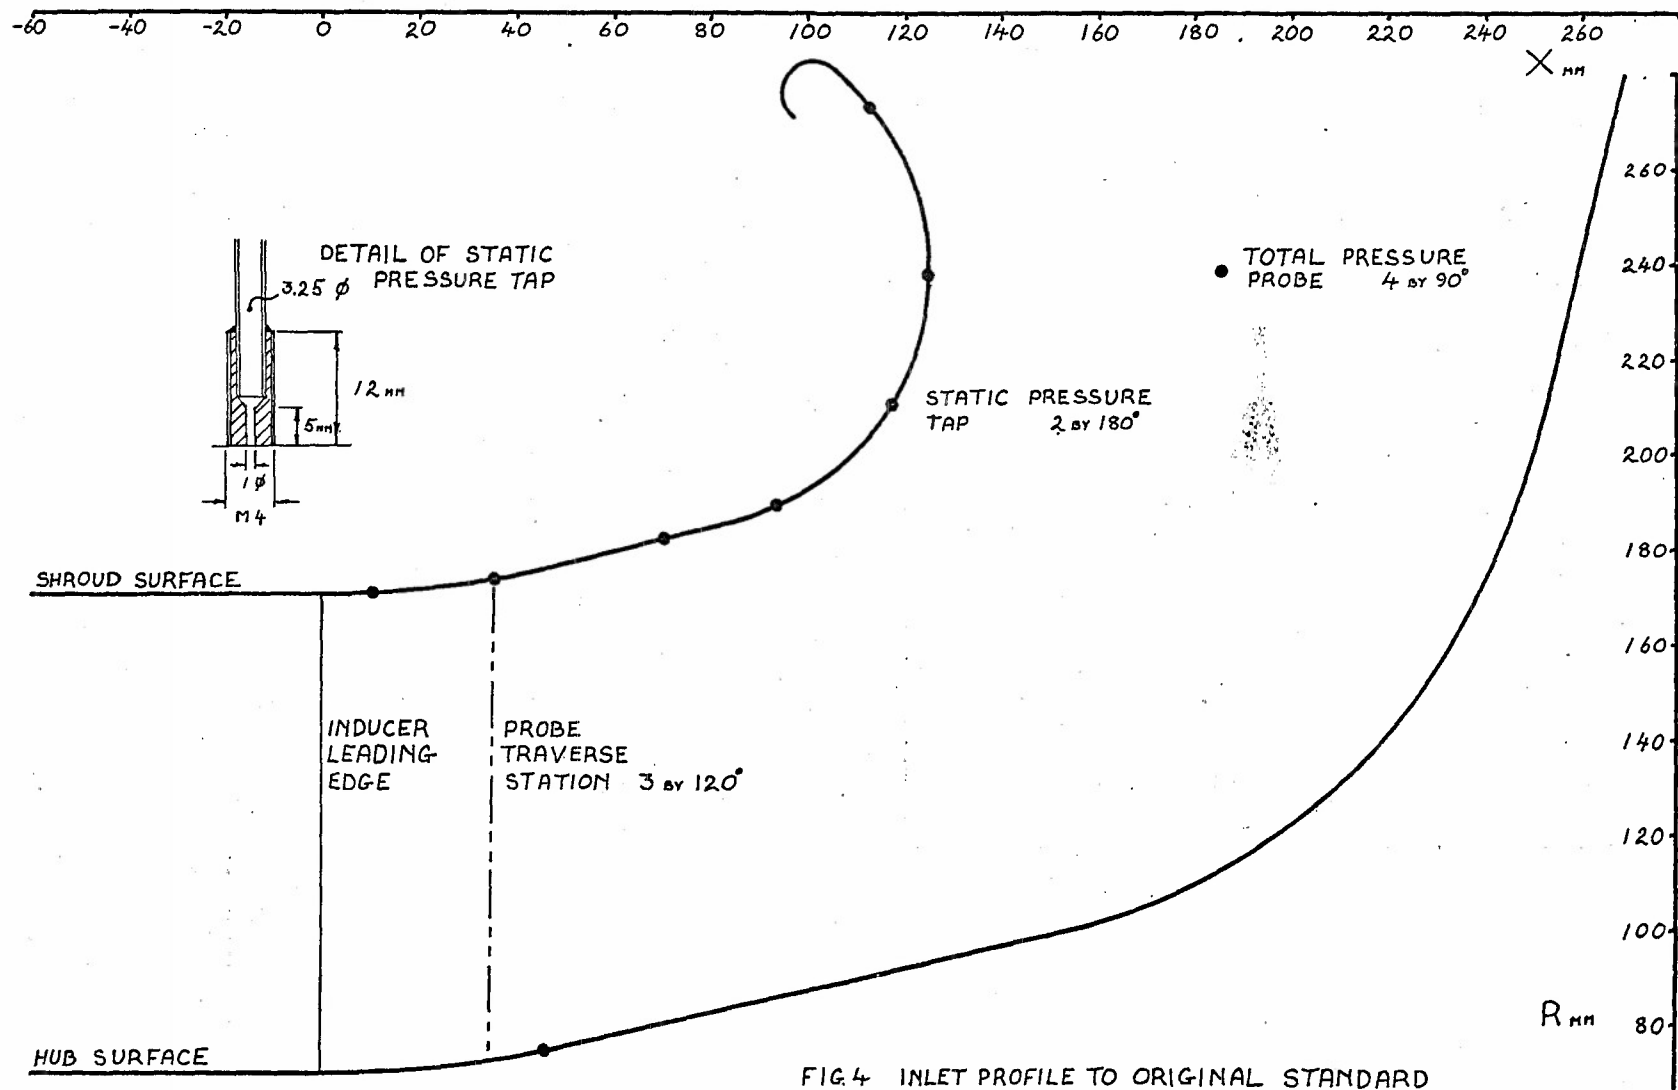 -60 -40 -20 0 20 40 60 80 100 120 140 160 180 200 220 240 260
X MM
260
DETAIL OF STATIC
PRESSURE TAP
3.25 φ
TOTAL PRESSURE
PROBE 4 BY 90°
240
220
12 MM
5 MM
STATIC PRESSURE
TAP 2 BY 180°
200
1 φ
M4
180
SHROUD SURFACE
160
INDUCER
LEADING
EDGE
PROBE
TRAVERSE
STATION 3 BY 120°
140
120
100
R MM
80
HUB SURFACE
FIG.4 INLET PROFILE TO ORIGINAL STANDARD